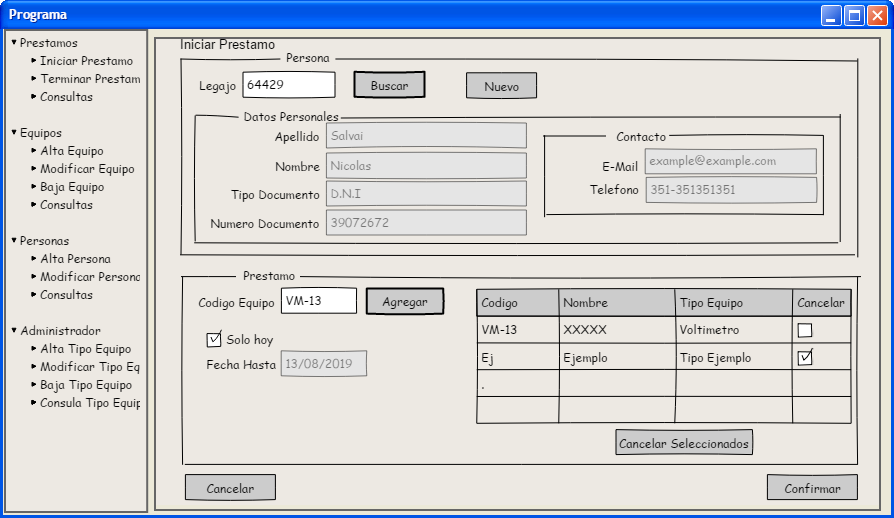 Programa
Prestamos
Iniciar Prestamo
Terminar Prestam
Consultas
Equipos
Alta Equipo
Modificar Equipo
Baja Equipo
Consultas
Personas
Alta Persona
Modificar Persona
Consultas
Administrador
Alta Tipo Equipo
Modificar Tipo Eq
Baja Tipo Equipo
Consula Tipo Equip
Iniciar Prestamo
Persona
Legajo 64429 Buscar Nuevo
Datos Personales
Apellido Salvai
Nombre Nicolas
Tipo Documento D.N.I
Numero Documento 39072672
Contacto
E-Mail example@example.com
Telefono 351-351351351
Prestamo
Codigo Equipo VM-13 Agregar
Solo hoy
Fecha Hasta 13/08/2019
Codigo Nombre Tipo Equipo Cancelar
VM-13 XXXXX Voltimetro
Ej Ejemplo Tipo Ejemplo
.
Cancelar Seleccionados
Cancelar Confirmar